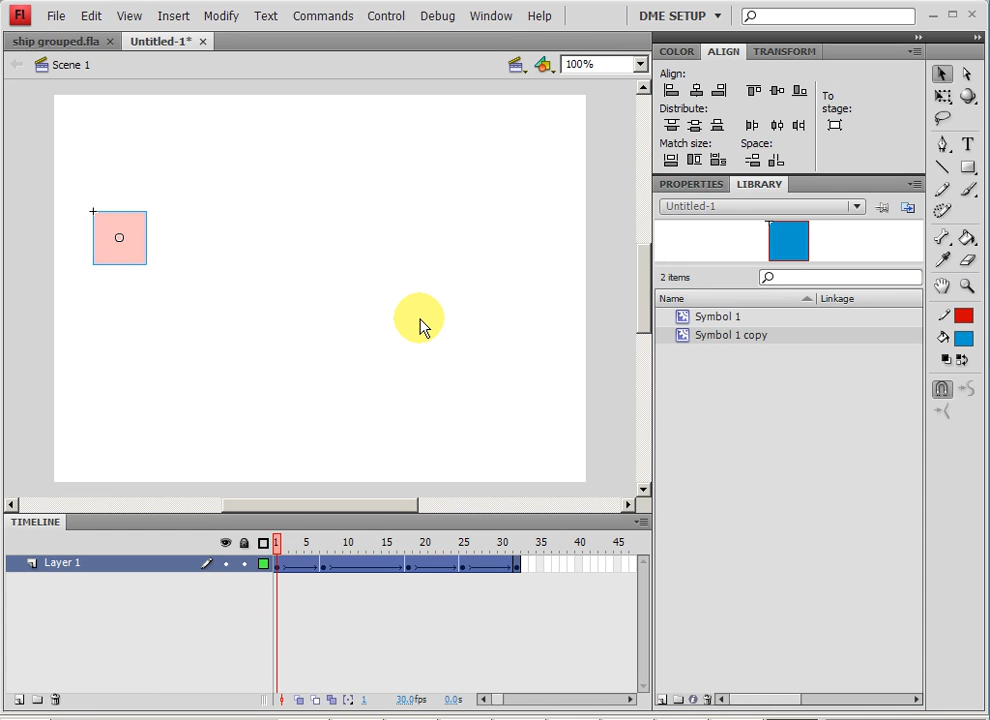 Fl File Edit View Insert Modify Text Commands Control Debug Window Help DME SETUP
ship grouped.fla × Untitled-1* ×
Scene 1 100%
COLOR ALIGN TRANSFORM
Align:
To
stage:
Distribute:
Match size: Space:
PROPERTIES LIBRARY
Untitled-1
2 items
Name Linkage
Symbol 1
Symbol 1 copy
TIMELINE
1 5 10 15 20 25 30 35 40 45
Layer 1
1 30.0fps 0.0s